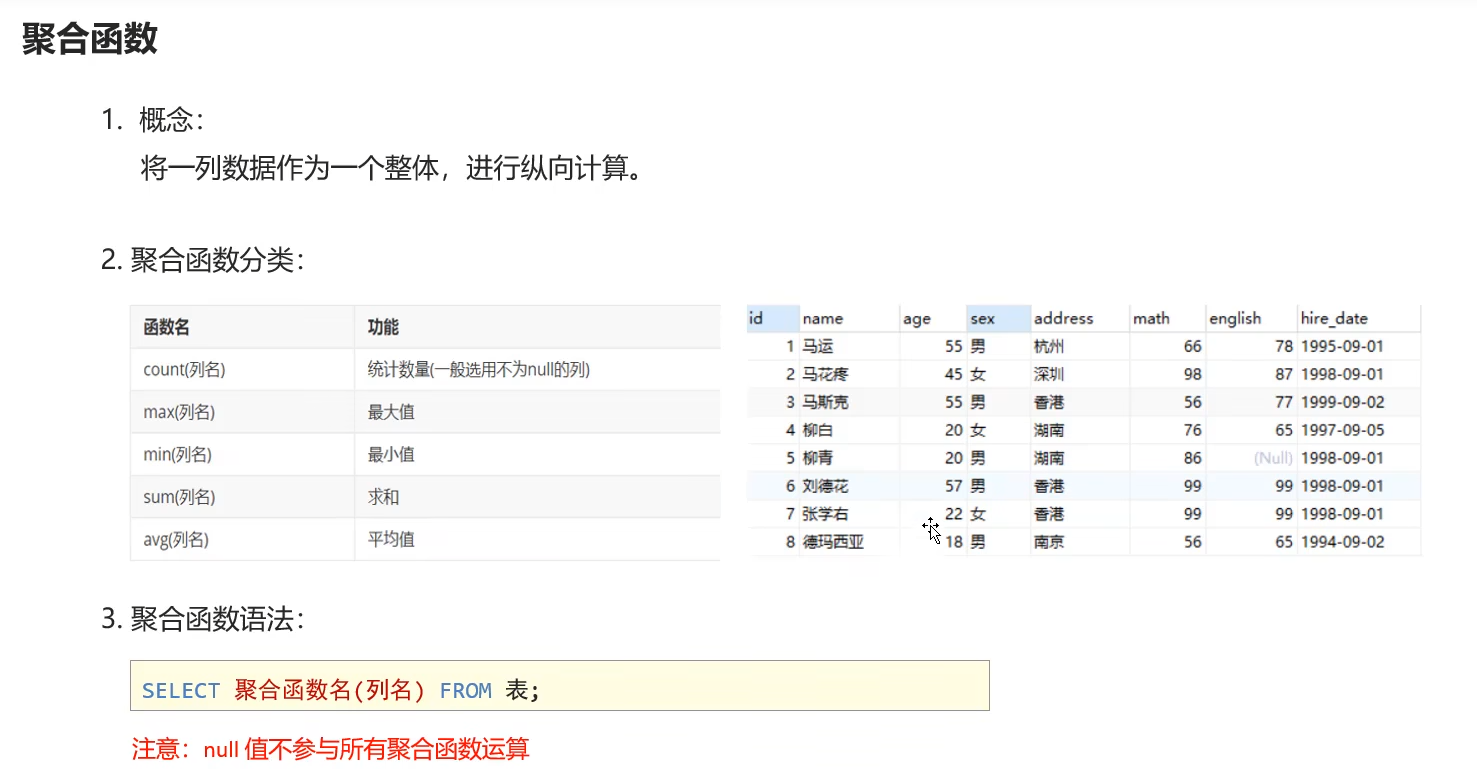 聚合函数
1. 概念：
将一列数据作为一个整体，进行纵向计算。
2. 聚合函数分类：
函数名 功能
count(列名) 统计数量(一般选用不为null的列)
max(列名) 最大值
min(列名) 最小值
sum(列名) 求和
avg(列名) 平均值
id name age sex address math english hire_date
1 马运 55 男 杭州 66 78 1995-09-01
2 马花疼 45 女 深圳 98 87 1998-09-01
3 马斯克 55 男 香港 56 77 1999-09-02
4 柳白 20 女 湖南 76 65 1997-09-05
5 柳青 20 男 湖南 86 (Null) 1998-09-01
6 刘德花 57 男 香港 99 99 1998-09-01
7 张学右 22 女 香港 99 99 1998-09-01
8 德玛西亚 18 男 南京 56 65 1994-09-02
3. 聚合函数语法：
SELECT 聚合函数名(列名) FROM 表;
注意：null 值不参与所有聚合函数运算